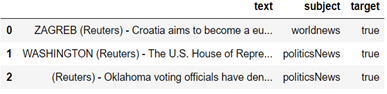 text subject target
0 ZAGREB (Reuters) - Croatia aims to become a eu... worldnews true
1 WASHINGTON (Reuters) - The U.S. House of Repre... politicsNews true
2 (Reuters) - Oklahoma voting officials have den... politicsNews true